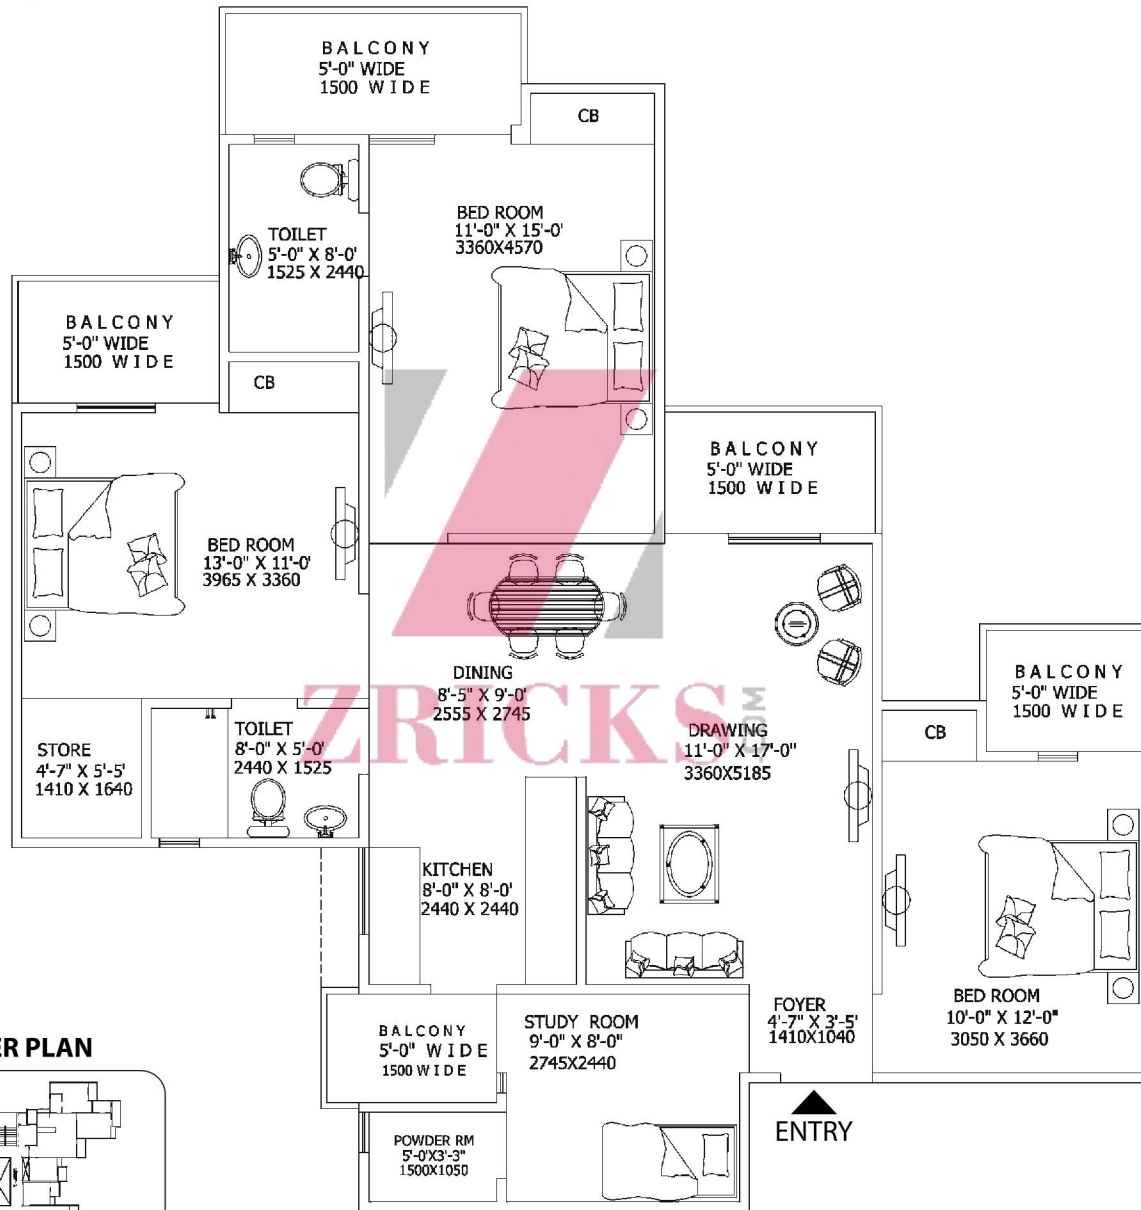 BALCONY
5'-0" WIDE
1500 WIDE
CB
BED ROOM
11'-0" X 15'-0'
3360X4570
TOILET
5'-0" X 8'-0'
1525 X 2440
BALCONY
5'-0" WIDE
1500 WIDE
CB
BALCONY
5'-0" WIDE
1500 WIDE
BED ROOM
13'-0" X 11'-0'
3965 X 3360
DINING
8'-5" X 9'-0'
2555 X 2745
ZRICKS
.COM
DRAWING
11'-0" X 17'-0"
3360X5185
BALCONY
5'-0" WIDE
1500 WIDE
CB
STORE
4'-7" X 5'-5'
1410 X 1640
TOILET
8'-0" X 5'-0'
2440 X 1525
KITCHEN
8'-0" X 8'-0'
2440 X 2440
BED ROOM
10'-0" X 12'-0"
3050 X 3660
FOYER
4'-7" X 3'-5'
1410X1040
STUDY ROOM
9'-0" X 8'-0"
2745X2440
BALCONY
5'-0" WIDE
1500 WIDE
ER PLAN
ENTRY
POWDER RM
5'-0'X3'-3"
1500X1050